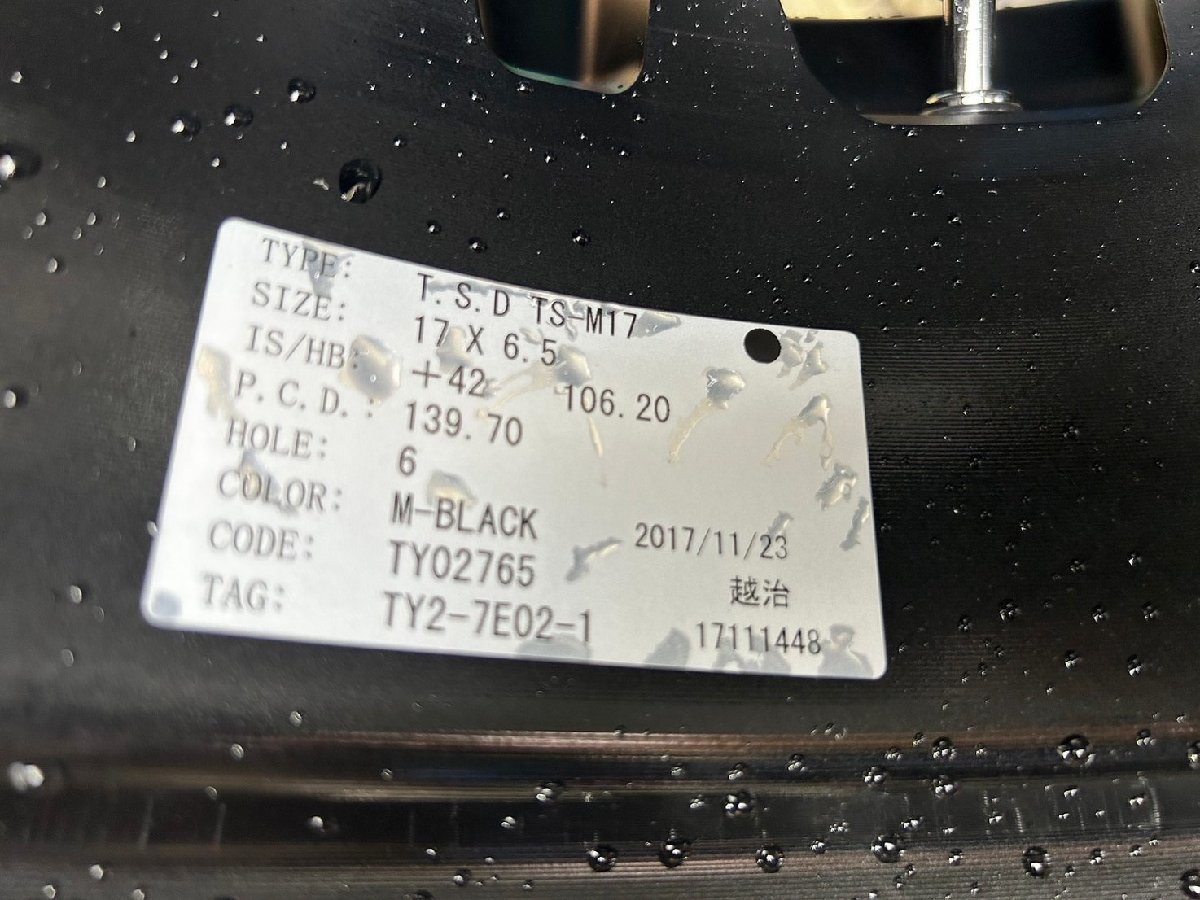 TYPE: T.S.D TS-M17
SIZE: 17 X 6.5
IS/HB: +42 106.20
P.C.D.: 139.70
HOLE: 6
COLOR: M-BLACK 2017/11/23
CODE: TY02765 越治
TAG: TY2-7E02-1 17111448